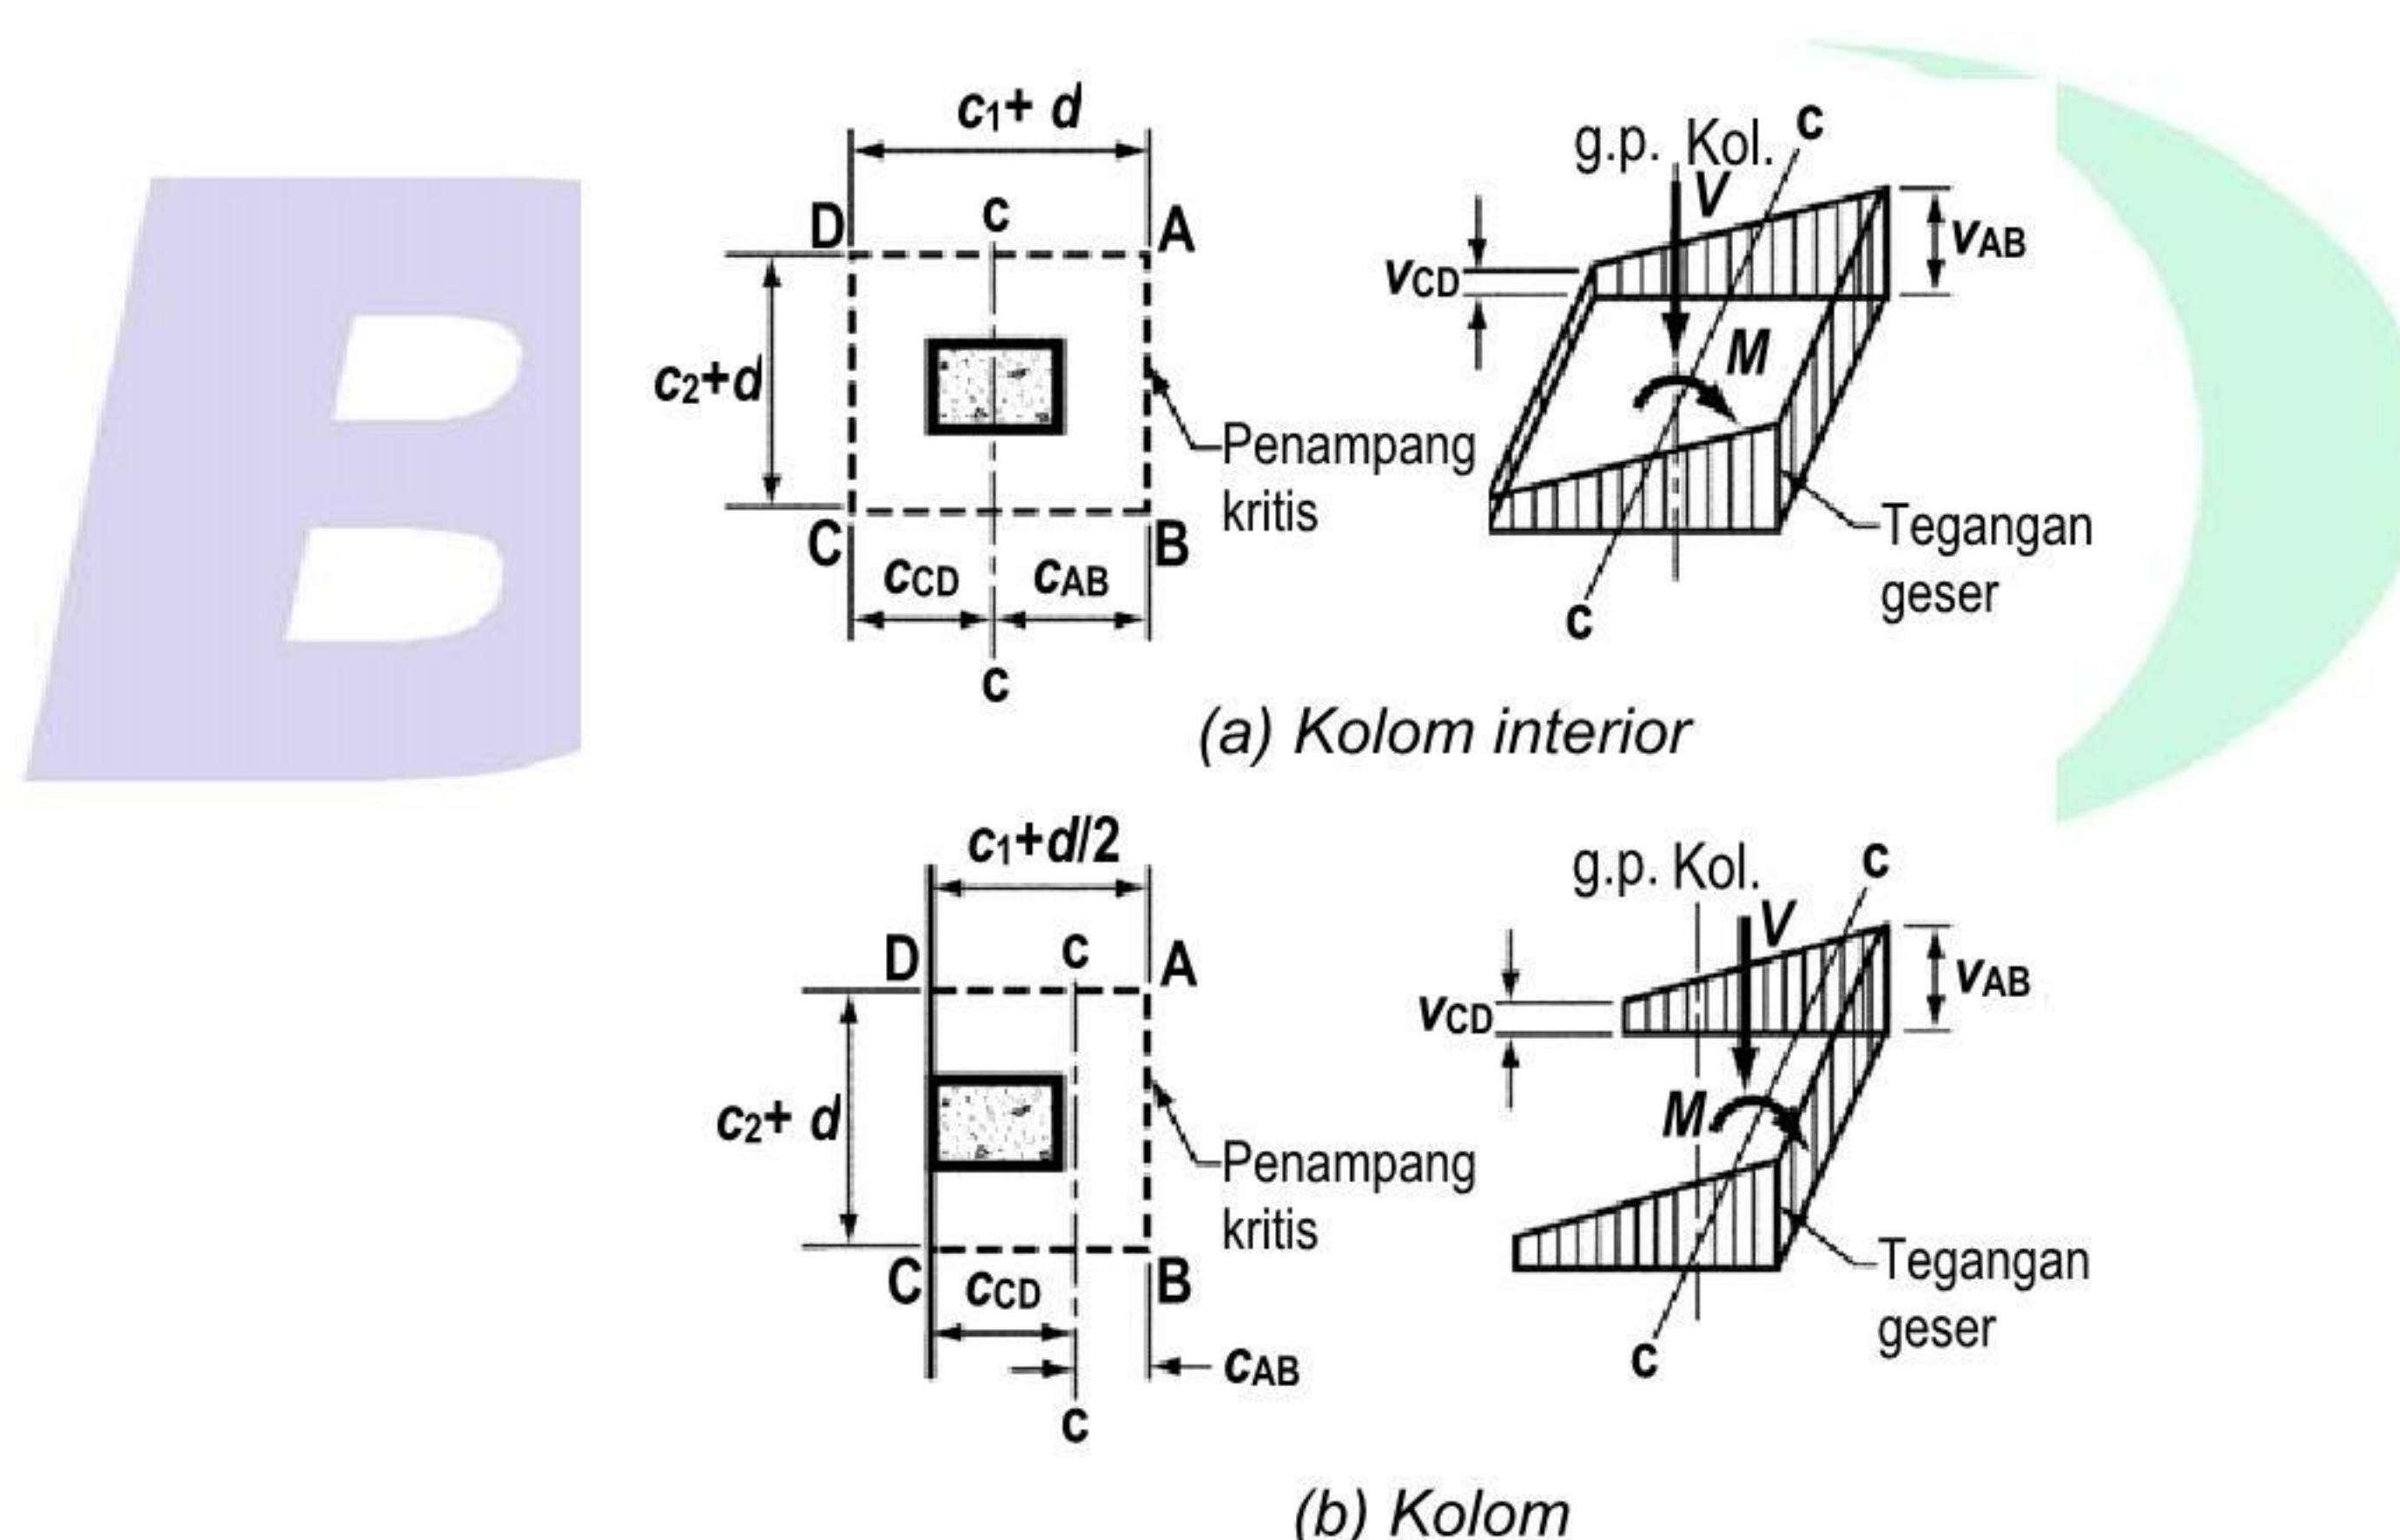 c1+ d
D
c
A
c2+d
Penampang
kritis
C
cCD
cAB
B
c
g.p. Kol.
c
V
vCD
vAB
M
Tegangan
geser
c
(a) Kolom interior
c1+d/2
D
c
A
c2+ d
Penampang
kritis
C
cCD
B
cAB
c
g.p. Kol.
c
V
vCD
vAB
M
Tegangan
geser
c
(b) Kolom